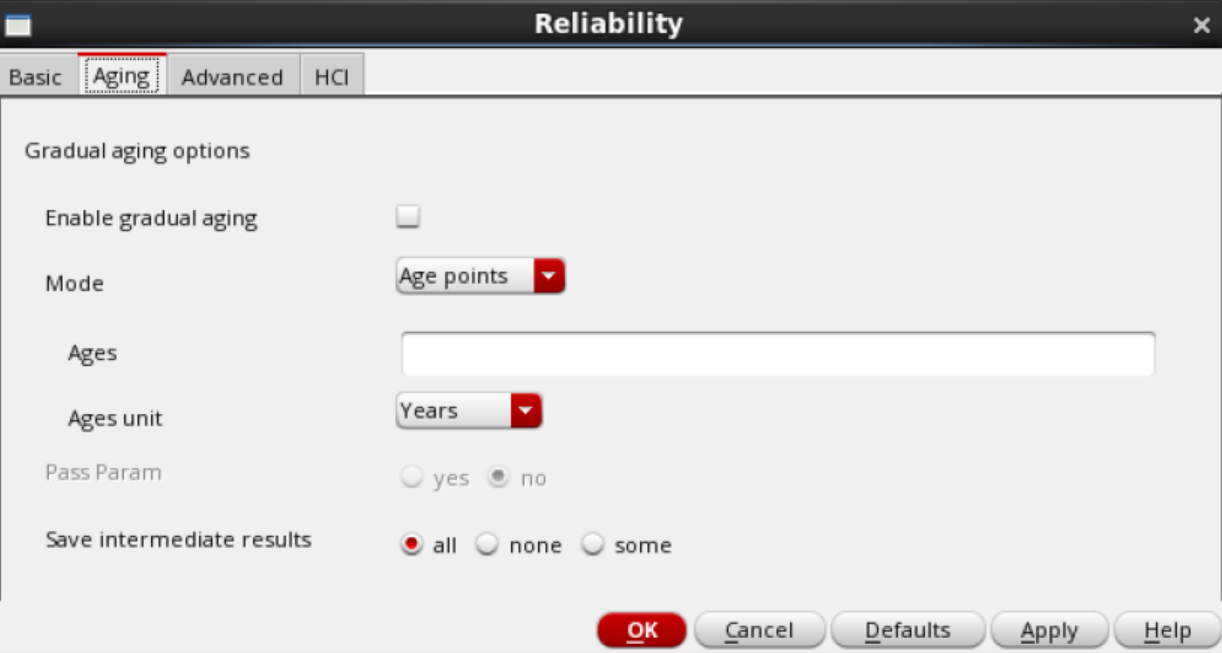 Reliability
Basic Aging Advanced HCI
Gradual aging options
Enable gradual aging
Mode Age points
Ages
Ages unit Years
Pass Param yes no
Save intermediate results all none some
OK Cancel Defaults Apply Help